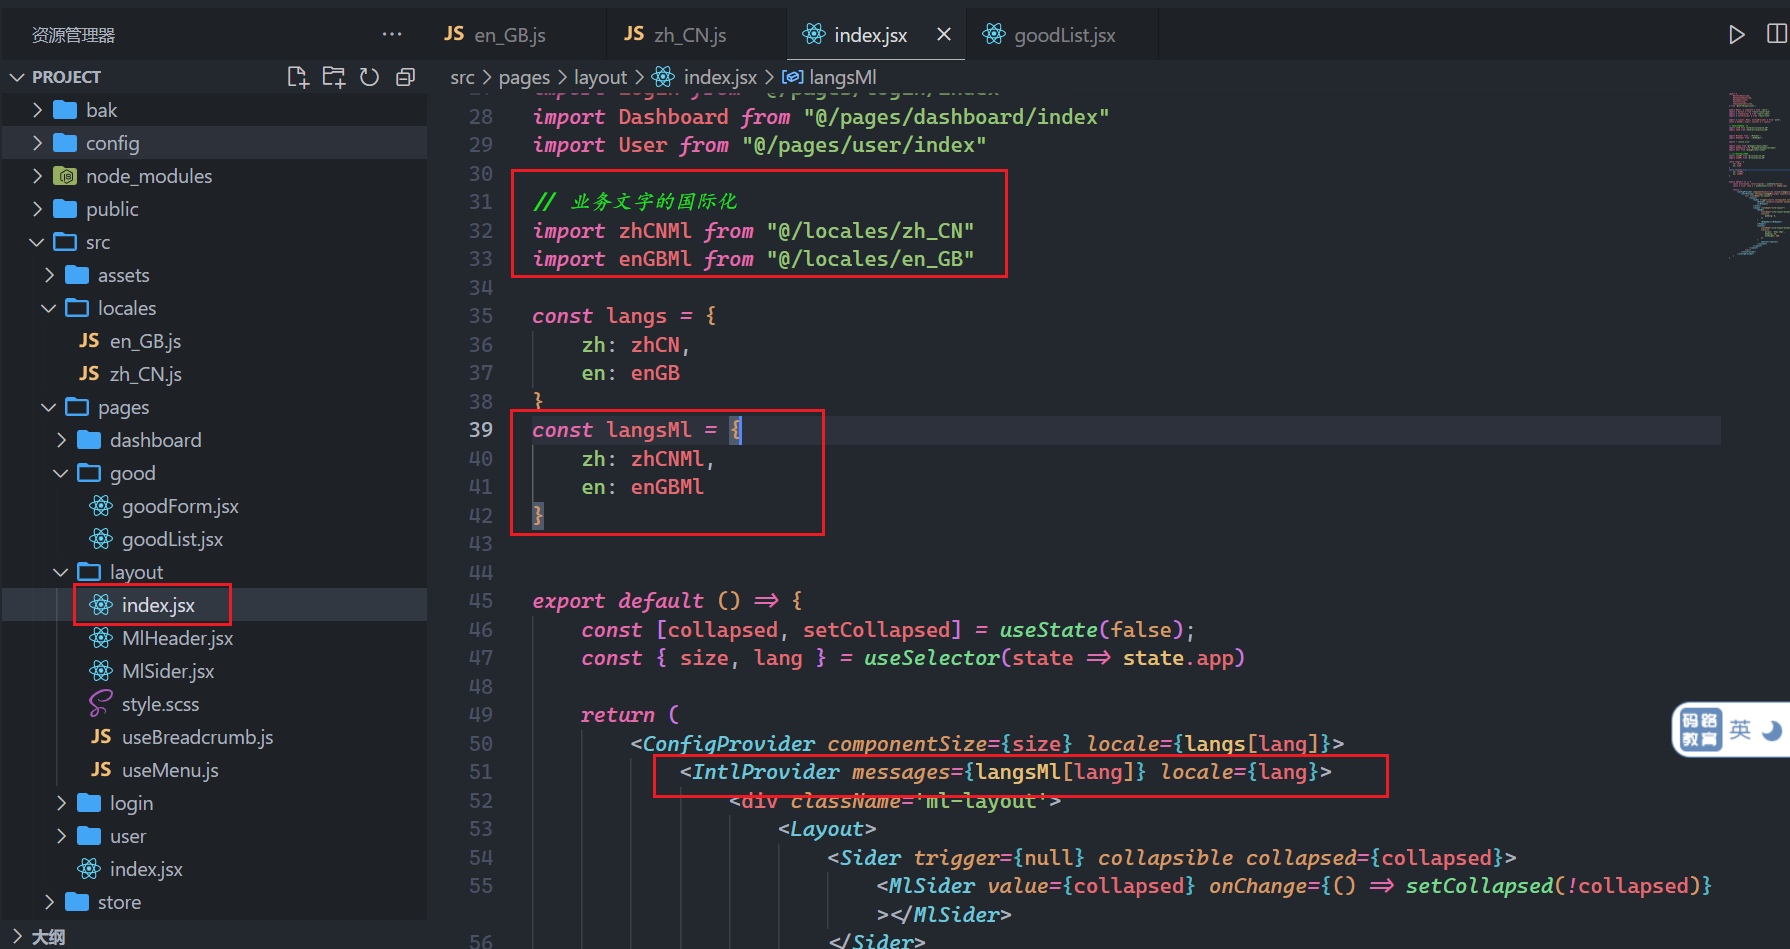 资源管理器
PROJECT
bak
config
node_modules
public
src
assets
locales
JS en_GB.js
JS zh_CN.js
pages
dashboard
good
goodForm.jsx
goodList.jsx
layout
index.jsx
MlHeader.jsx
MlSider.jsx
style.scss
JS useBreadcrumb.js
JS useMenu.js
login
user
index.jsx
store
大纲
JS en_GB.js
JS zh_CN.js
index.jsx
goodList.jsx
src > pages > layout > index.jsx > langsMl
27 import Login from "@/pages/login/index"
28 import Dashboard from "@/pages/dashboard/index"
29 import User from "@/pages/user/index"
30
31 // 业务文字的国际化
32 import zhCNMl from "@/locales/zh_CN"
33 import enGBMl from "@/locales/en_GB"
34
35 const langs = {
36 zh: zhCN,
37 en: enGB
38 }
39 const langsMl = {
40 zh: zhCNMl,
41 en: enGBMl
42 }
43
44
45 export default () => {
46 const [collapsed, setCollapsed] = useState(false);
47 const { size, lang } = useSelector(state => state.app)
48
49 return (
50 <ConfigProvider componentSize={size} locale={langs[lang]}>
51 <IntlProvider messages={langsMl[lang]} locale={lang}>
52 <div className='ml-layout'>
53 <Layout>
54 <Sider trigger={null} collapsible collapsed={collapsed}>
55 <MlSider value={collapsed} onChange={() => setCollapsed(!collapsed)}
></MlSider>
56 </Sider>
码路
教育
英